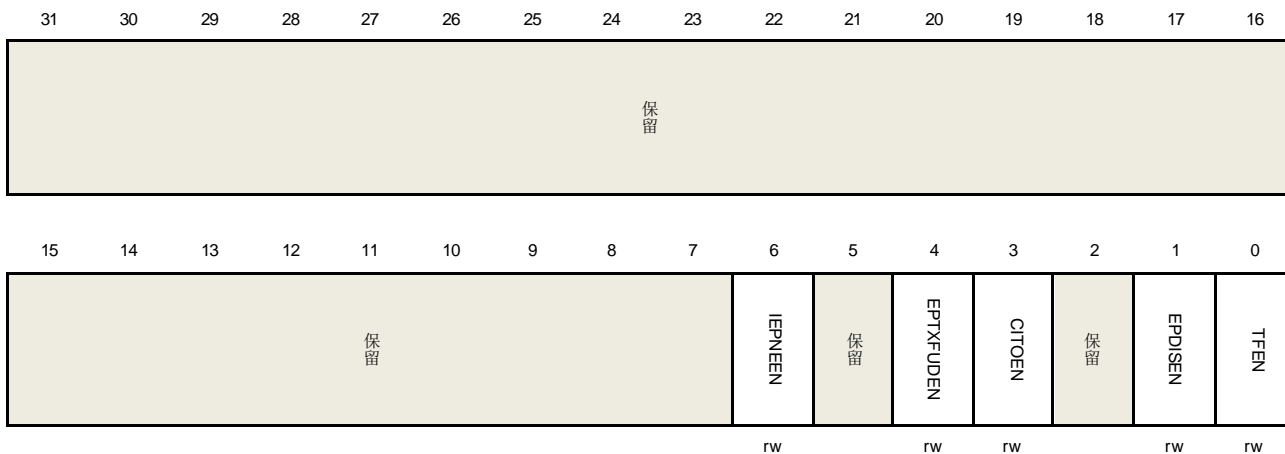 31 30 29 28 27 26 25 24 23 22 21 20 19 18 17 16
保留
15 14 13 12 11 10 9 8 7 6 5 4 3 2 1 0
保留 IEPNEEN 保留 EPTXFUDEN CITOEN 保留 EPDISEN TFEN
rw rw rw rw rw